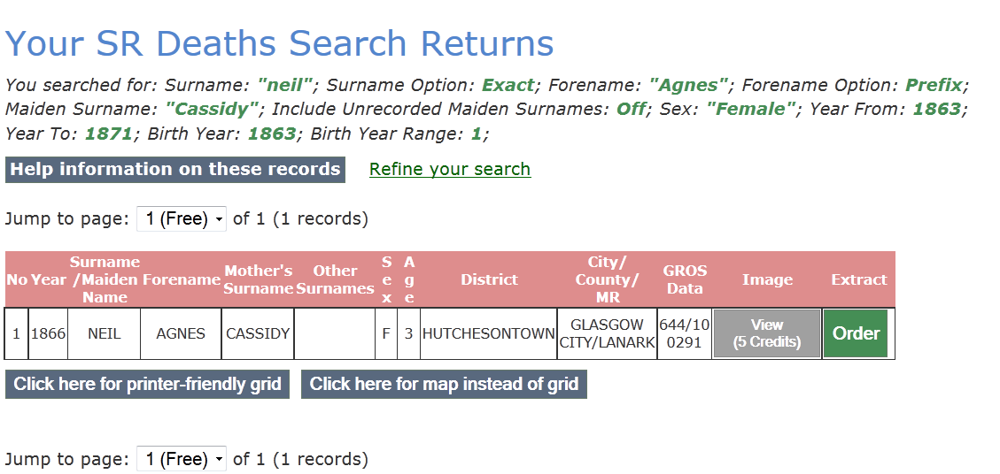 Your SR Deaths Search Returns
You searched for: Surname: "neil"; Surname Option: Exact; Forename: "Agnes"; Forename Option: Prefix;
Maiden Surname: "Cassidy"; Include Unrecorded Maiden Surnames: Off; Sex: "Female"; Year From: 1863;
Year To: 1871; Birth Year: 1863; Birth Year Range: 1;
Help information on these records Refine your search
Jump to page: 1 (Free) of 1 (1 records)
No Year Surname /Maiden Name Forename Mother's Surname Other Surnames Sex Age District City/ County/ MR GROS Data Image Extract
1 1866 NEIL AGNES CASSIDY F 3 HUTCHESONTOWN GLASGOW CITY/LANARK 644/10 0291 View (5 Credits) Order
Click here for printer-friendly grid Click here for map instead of grid
Jump to page: 1 (Free) of 1 (1 records)